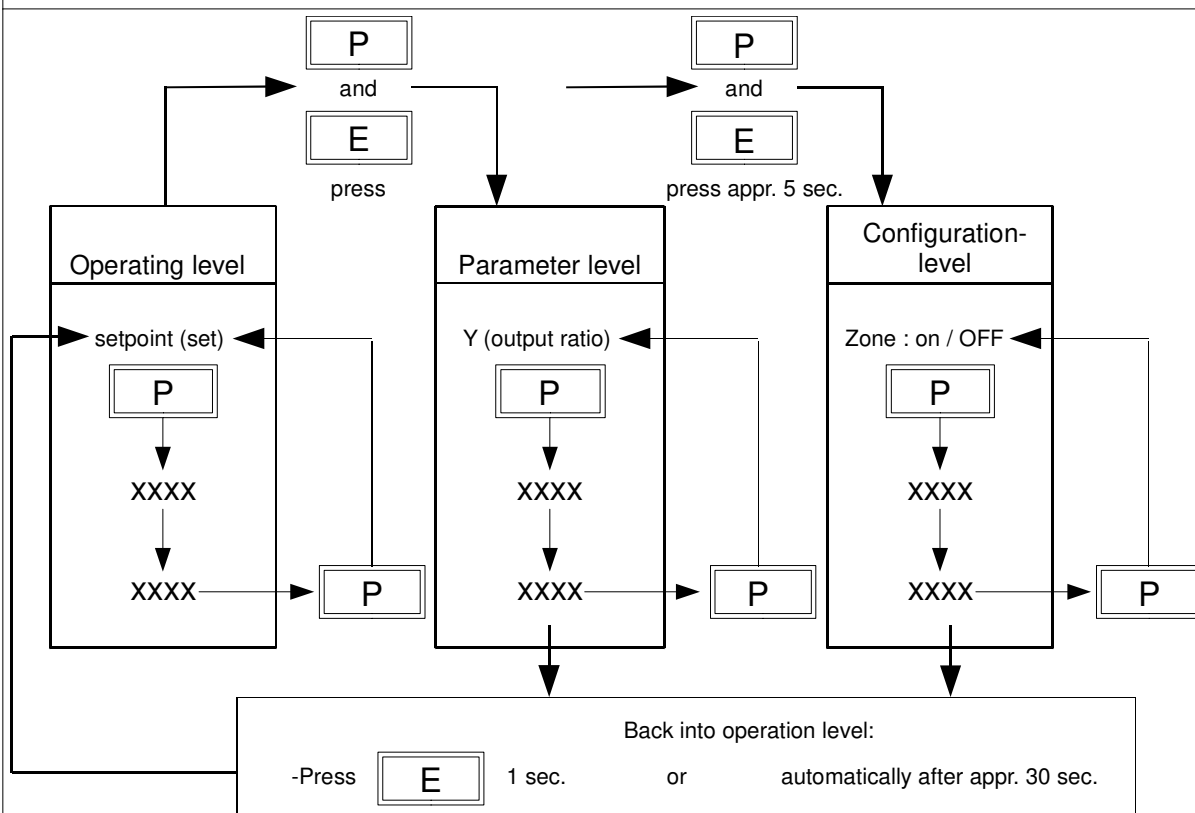 P
and
E
press
P
and
E
press appr. 5 sec.
Operating level
setpoint (set)
P
xxxx
xxxx
P
Parameter level
Y (output ratio)
P
xxxx
xxxx
P
Configuration-
level
Zone : on / OFF
P
xxxx
xxxx
P
Back into operation level:
-Press E 1 sec. or automatically after appr. 30 sec.